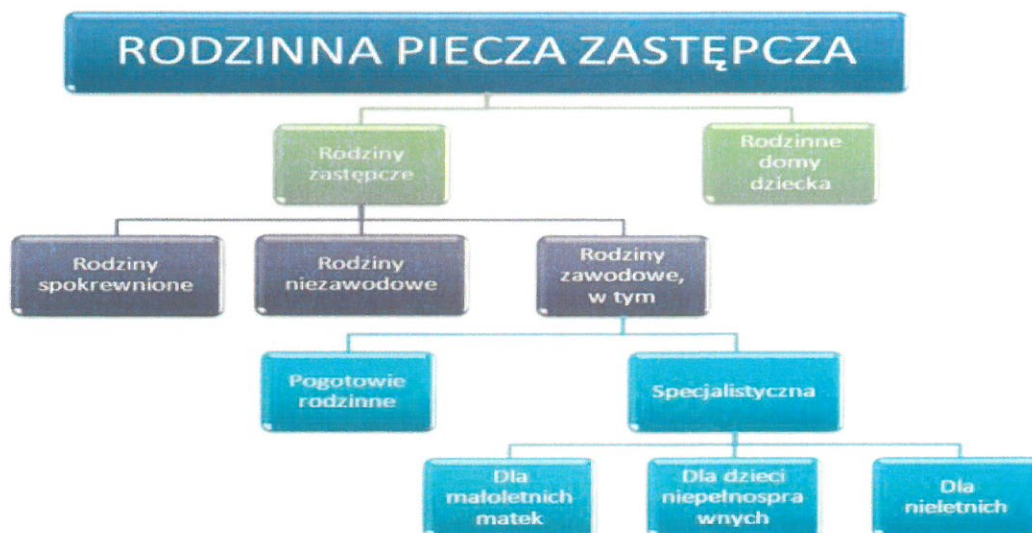 RODZINNA PIECZA ZASTĘPCZA
Rodziny
zastępcze
Rodzinne
domy
dziecka
Rodziny
spokrewnione
Rodziny
niezawodowe
Rodziny
zawodowe,
w tym
Pogotowie
rodzinne
Specjalistyczna
Dla
małoletnich
matek
Dla dzieci
niepełnospra
wnych
Dla
nieletnich